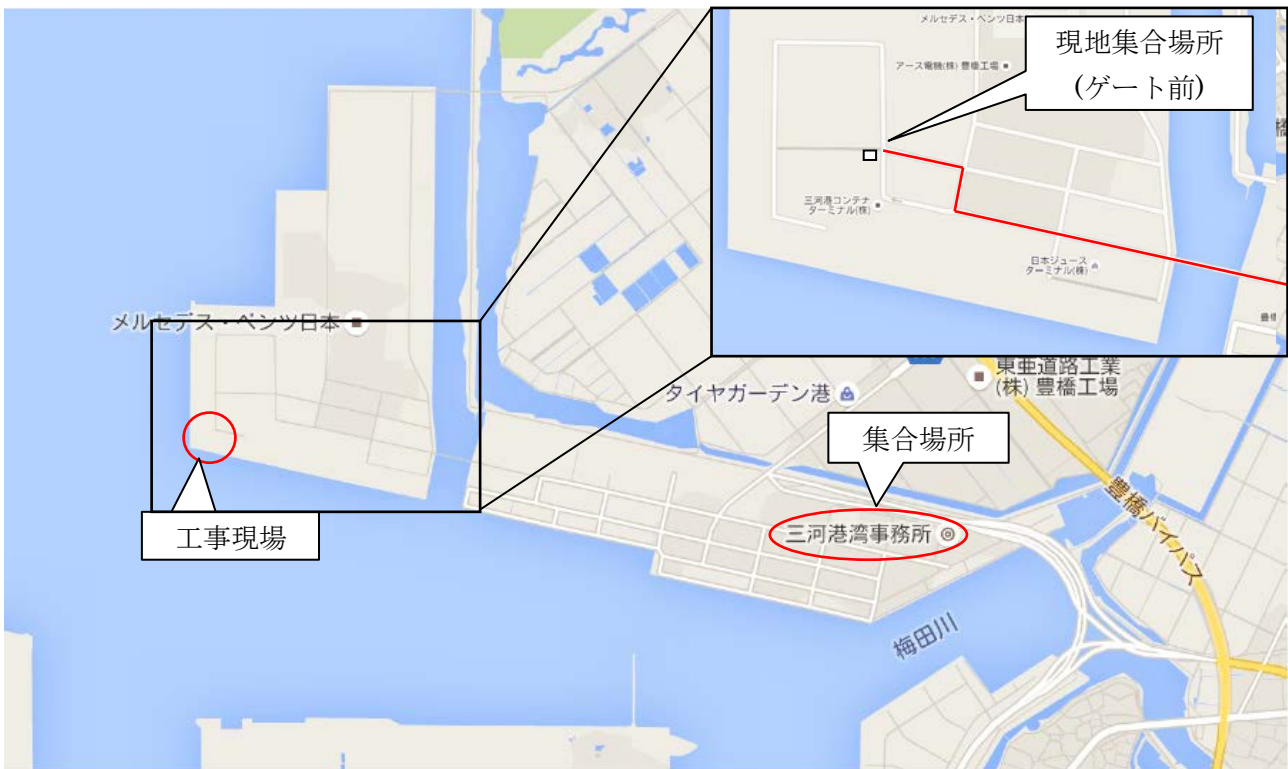 メルセデス・ベンツ日本
アース電機(株) 豊橋工場
現地集合場所
(ゲート前)
三河港コンテナ
ターミナル(株)
日本ジュース
ターミナル(株)
メルセデス・ベンツ日本
タイヤガーデン港
東亜道路工業
(株) 豊橋工場
集合場所
工事現場
三河港湾事務所
豊橋バイパス
梅田川